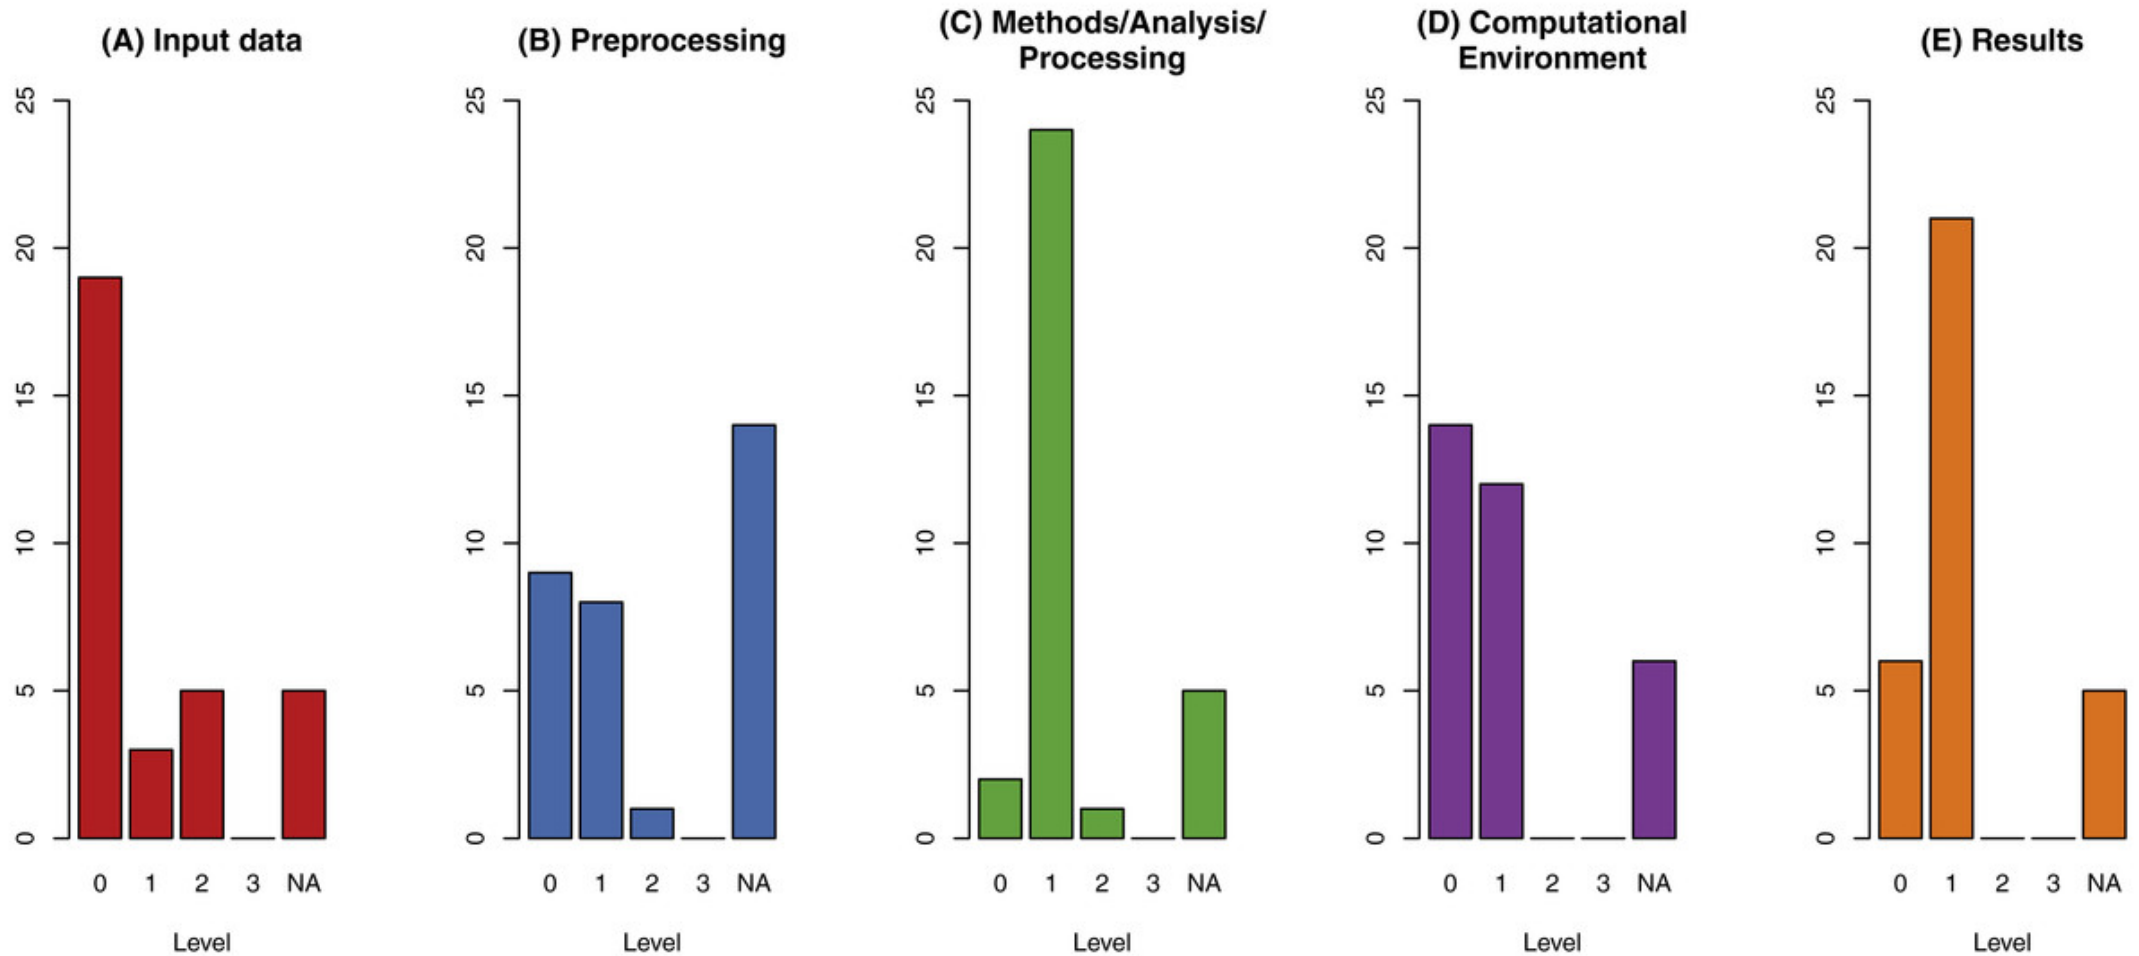 (A) Input data
25
20
15
10
5
0
0 1 2 3 NA
Level
(B) Preprocessing
25
20
15
10
5
0
0 1 2 3 NA
Level
(C) Methods/Analysis/
Processing
25
20
15
10
5
0
0 1 2 3 NA
Level
(D) Computational
Environment
25
20
15
10
5
0
0 1 2 3 NA
Level
(E) Results
25
20
15
10
5
0
0 1 2 3 NA
Level